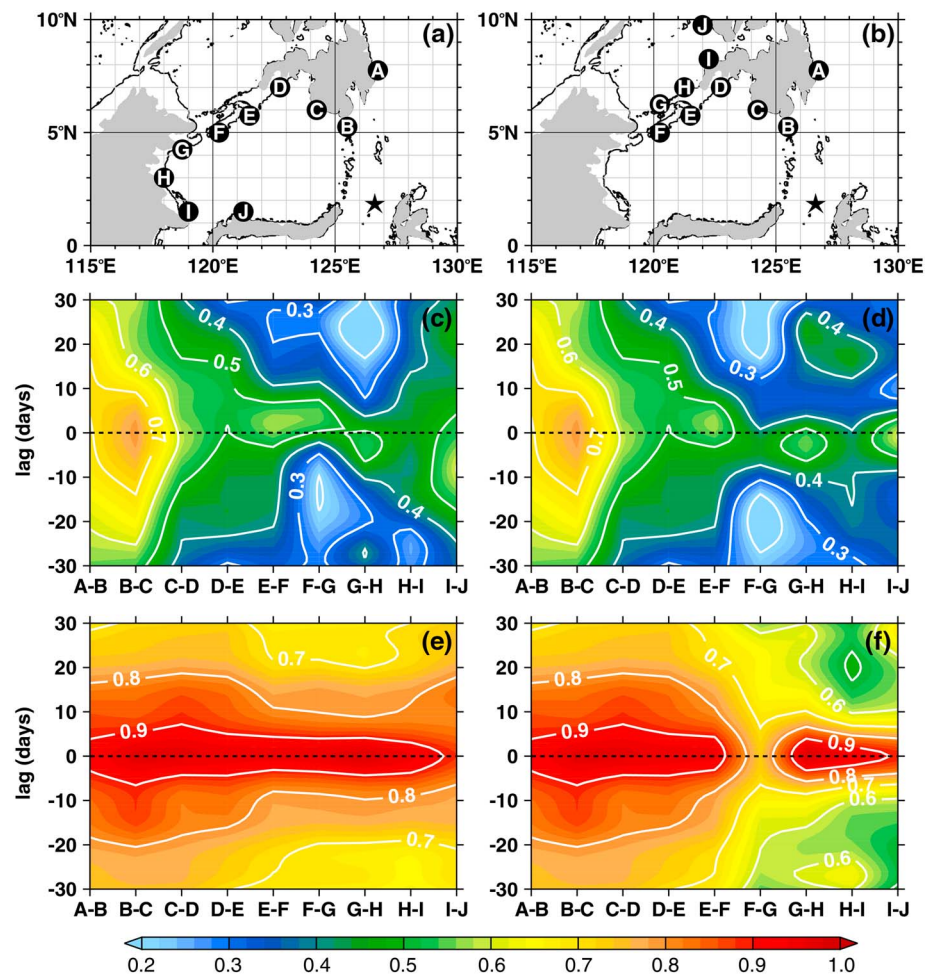 10°N
(a)
A
D
C
E
B
F
G
H
I
J
5°N
0
115°E
120°E
125°E
130°E
10°N
(b)
J
I
A
H
D
G
C
E
B
F
5°N
0
115°E
120°E
125°E
130°E
lag (days)
30
20
10
0
-10
-20
-30
(c)
0.6
0.7
0.4
0.5
0.3
0.3
0.4
A-B B-C C-D D-E E-F F-G G-H H-I I-J
30
20
10
0
-10
-20
-30
(d)
0.6
0.7
0.4
0.5
0.3
0.4
0.4
0.3
A-B B-C C-D D-E E-F F-G G-H H-I I-J
lag (days)
30
20
10
0
-10
-20
-30
(e)
0.7
0.8
0.9
0.8
0.7
A-B B-C C-D D-E E-F F-G G-H H-I I-J
30
20
10
0
-10
-20
-30
(f)
0.7
0.8
0.6
0.9
0.9
0.8
0.7
0.6
0.6
A-B B-C C-D D-E E-F F-G G-H H-I I-J
0.2 0.3 0.4 0.5 0.6 0.7 0.8 0.9 1.0